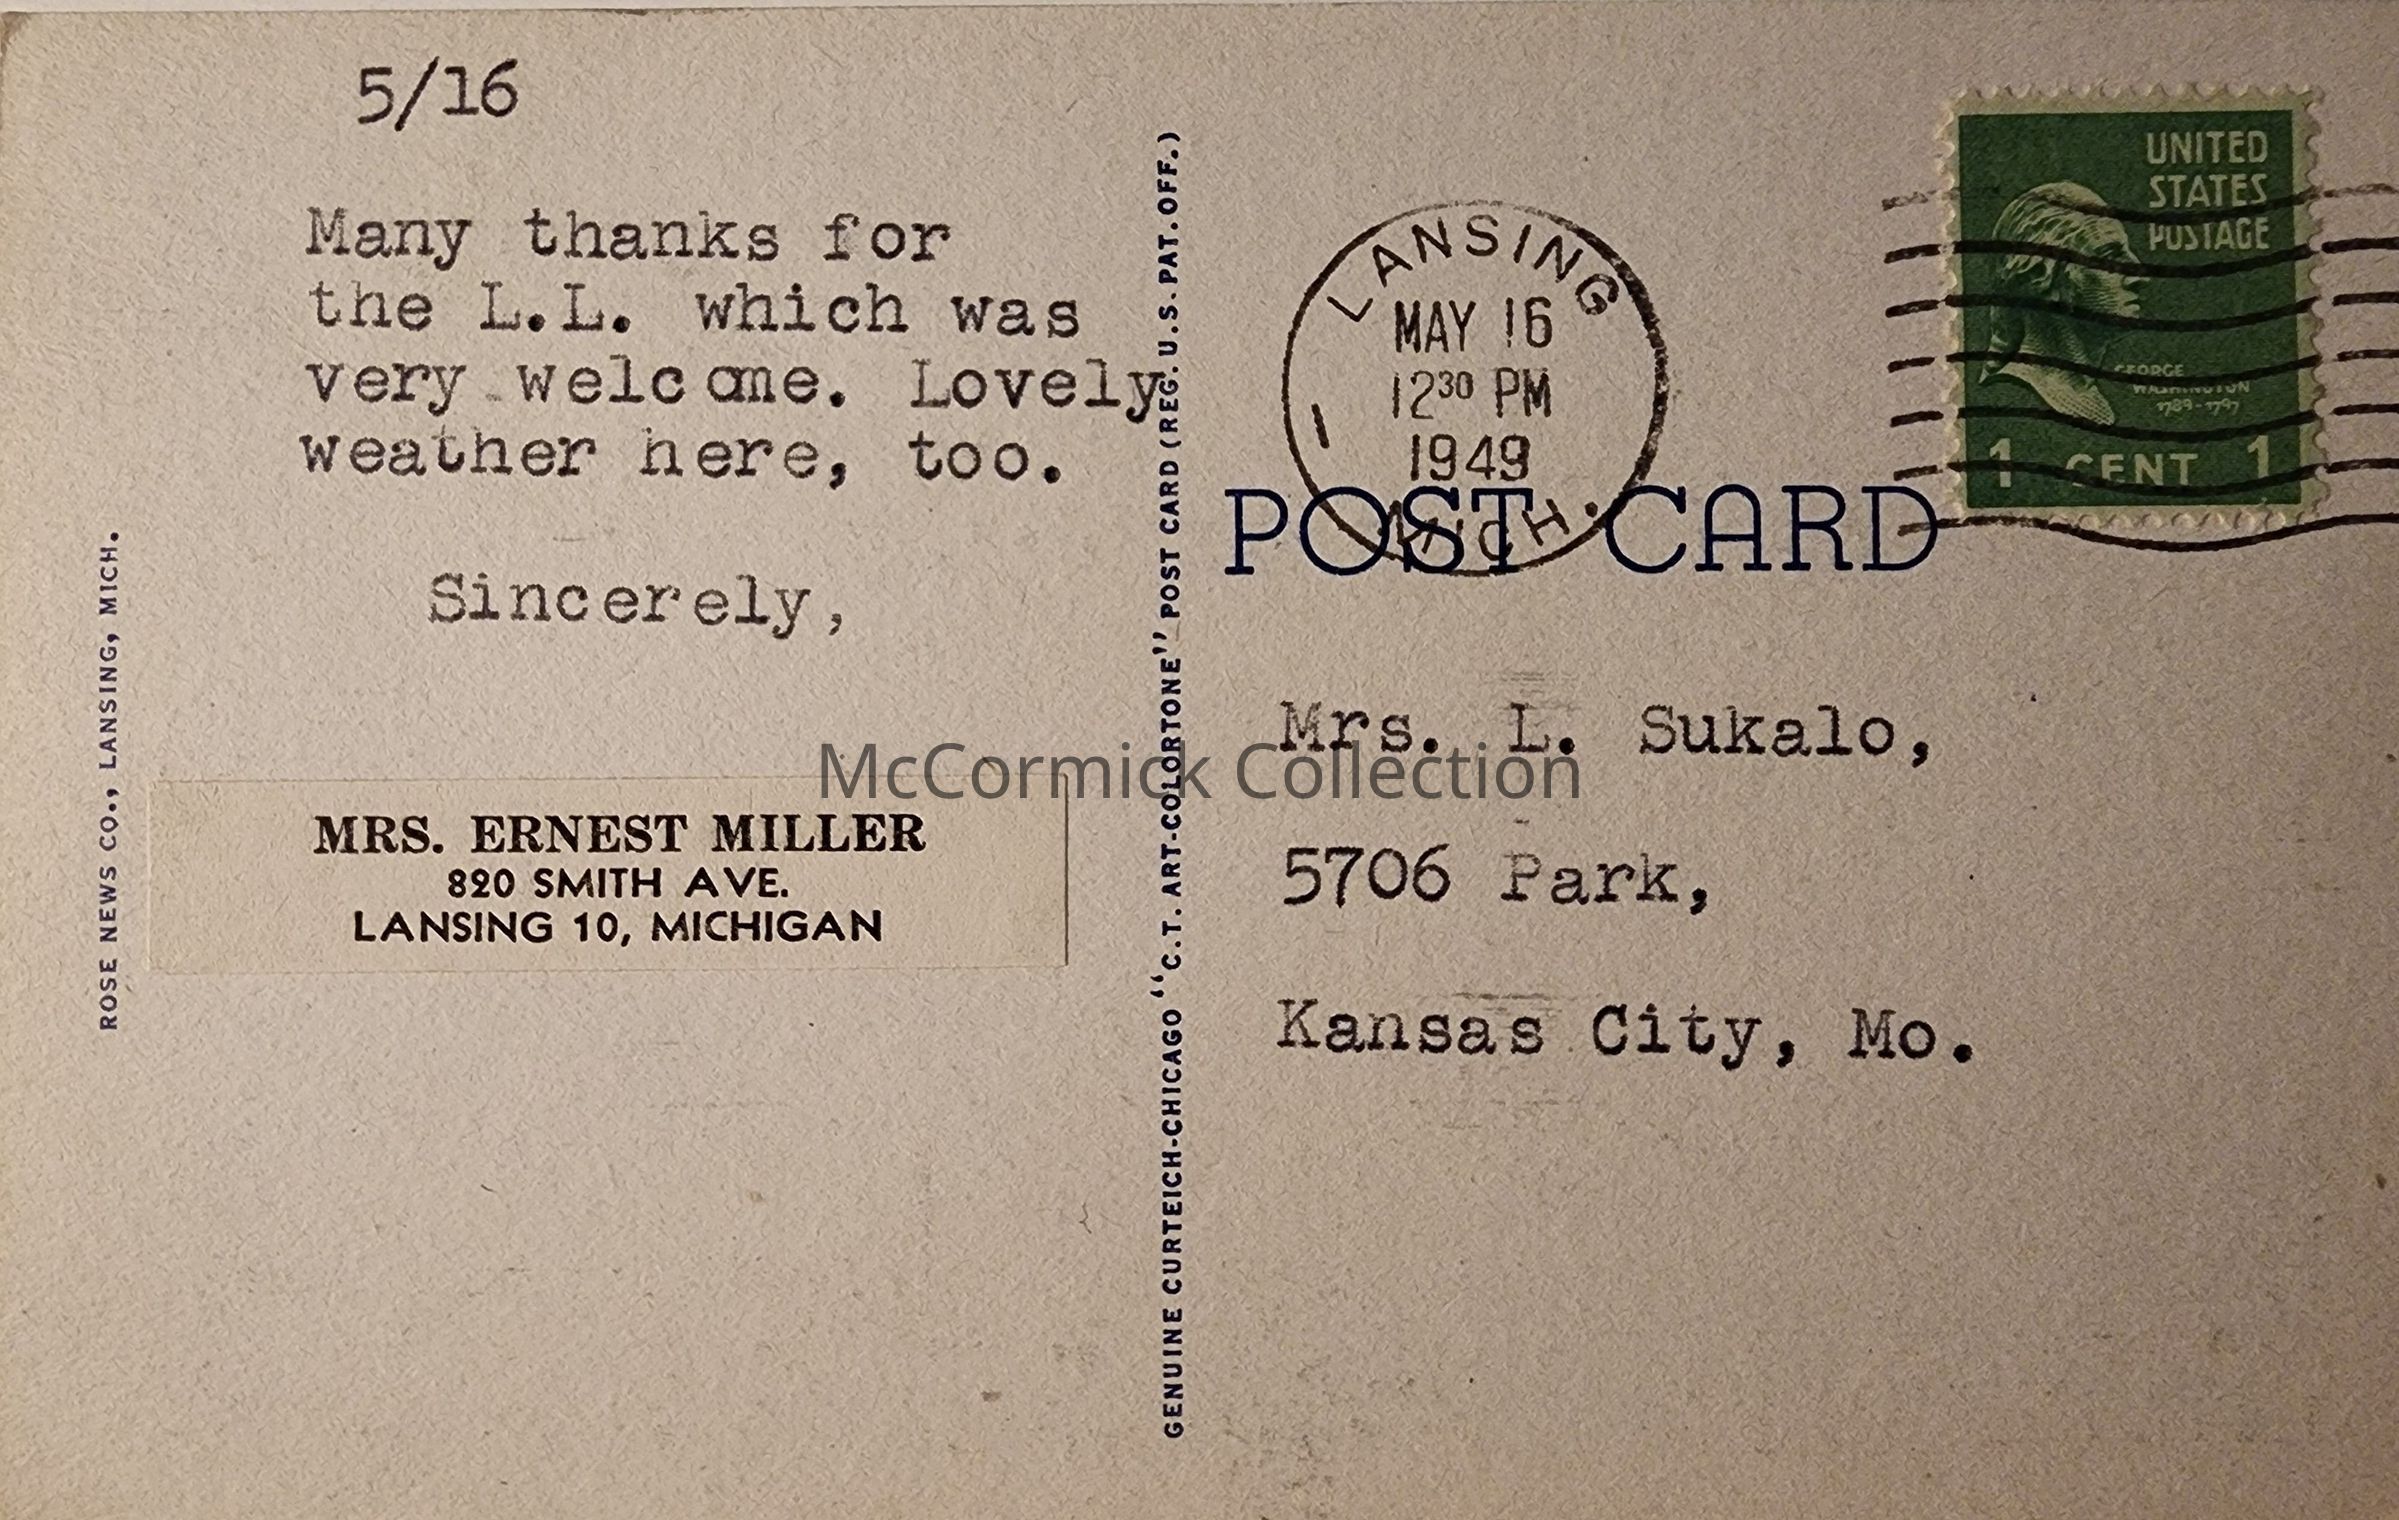 5/16
Many thanks for
the L.L. which was
very welcome. Lovely
weather here, too.
Sincerely,
MRS. ERNEST MILLER
820 SMITH AVE.
LANSING 10, MICHIGAN
ROSE NEWS CO., LANSING, MICH.
GENUINE CURTEICH-CHICAGO "C.T. ART-COLORTONE" POST CARD (REG. U.S. PAT. OFF.)
LANSING
MAY 16
12 30 PM
1949
MICH.
UNITED
STATES
POSTAGE
GEORGE
WASHINGTON
1789-1797
1 CENT 1
POST CARD
Mrs. L. Sukalo,
5706 Park,
Kansas City, Mo.
McCormick Collection